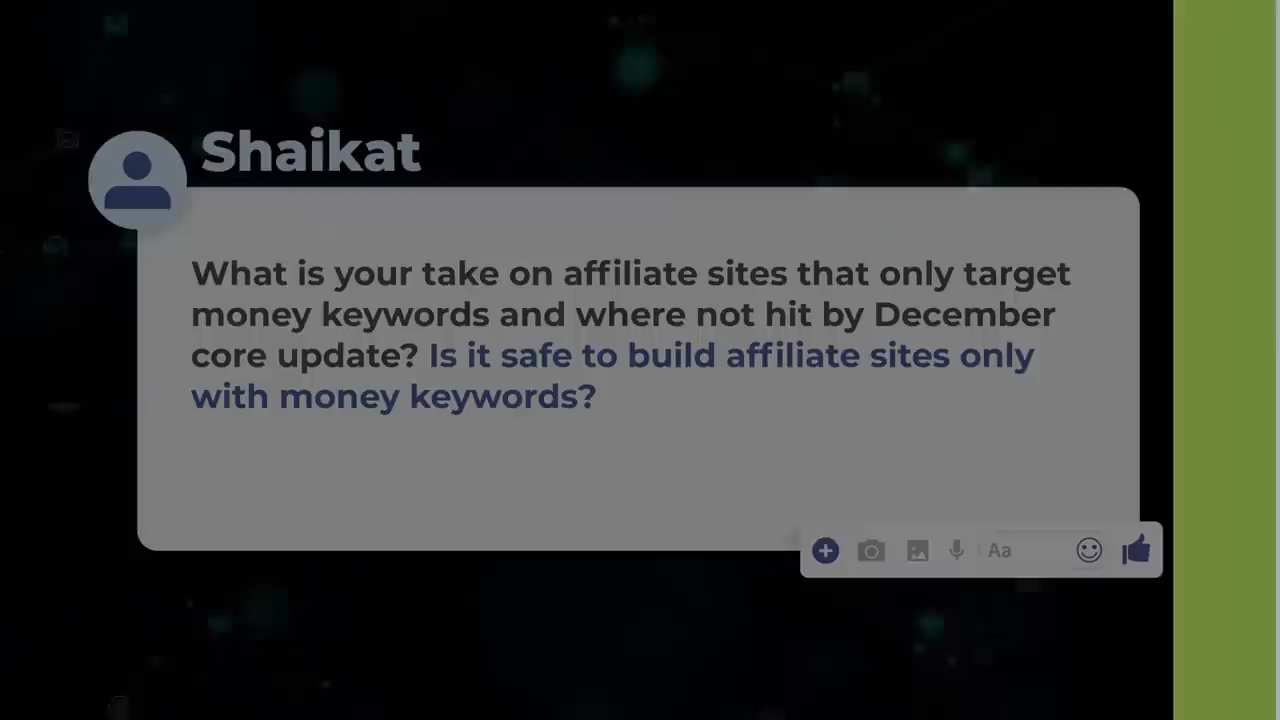 Shaikat
What is your take on affiliate sites that only target
money keywords and where not hit by December
core update? Is it safe to build affiliate sites only
with money keywords?
Aa